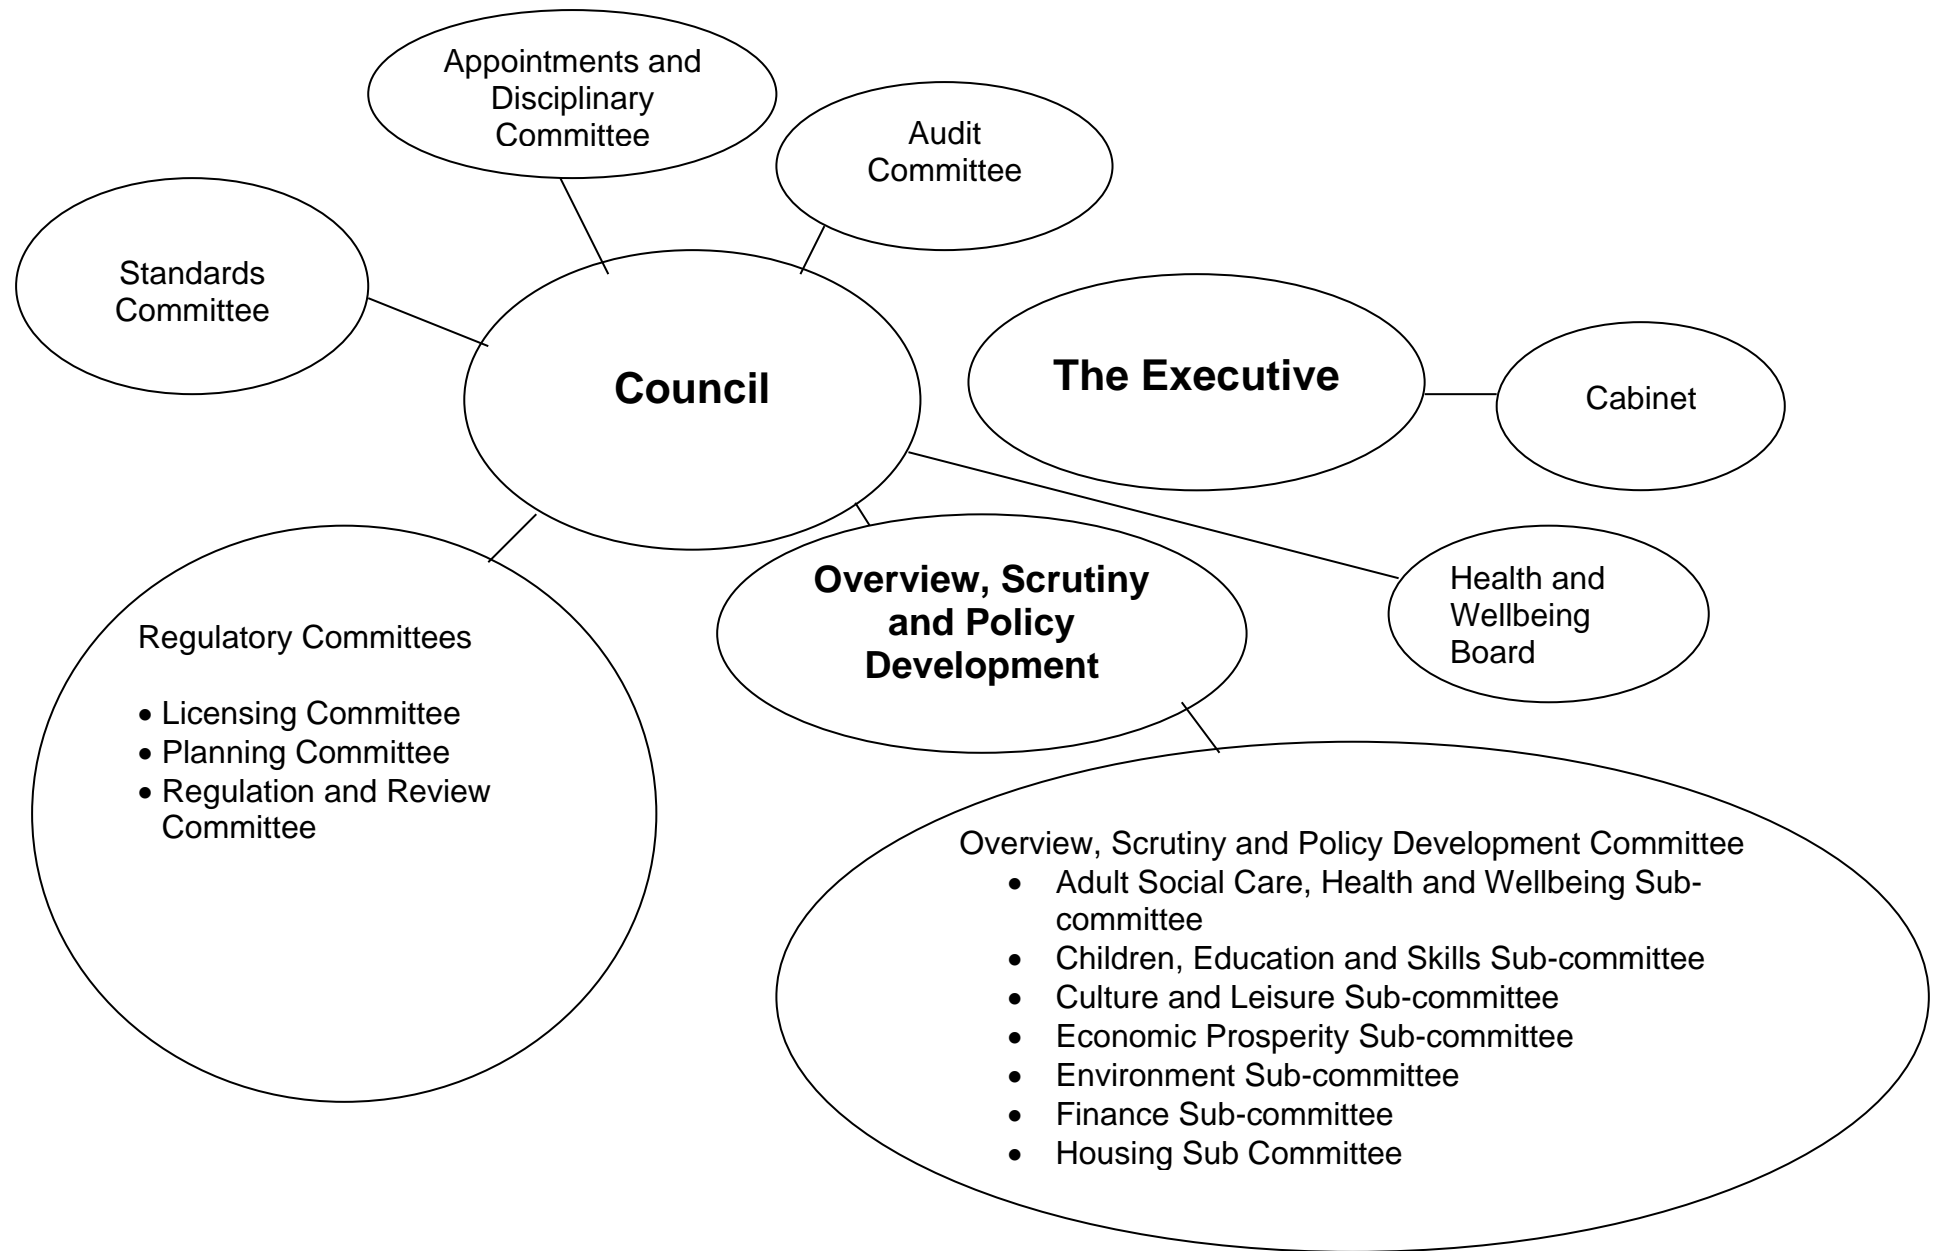 Appointments and
Disciplinary
Committee
Audit
Committee
Standards
Committee
Council
The Executive
Cabinet
Health and
Wellbeing
Board
Overview, Scrutiny
and Policy
Development
Regulatory Committees
• Licensing Committee
• Planning Committee
• Regulation and Review
Committee
Overview, Scrutiny and Policy Development Committee
• Adult Social Care, Health and Wellbeing Sub-
committee
• Children, Education and Skills Sub-committee
• Culture and Leisure Sub-committee
• Economic Prosperity Sub-committee
• Environment Sub-committee
• Finance Sub-committee
• Housing Sub Committee